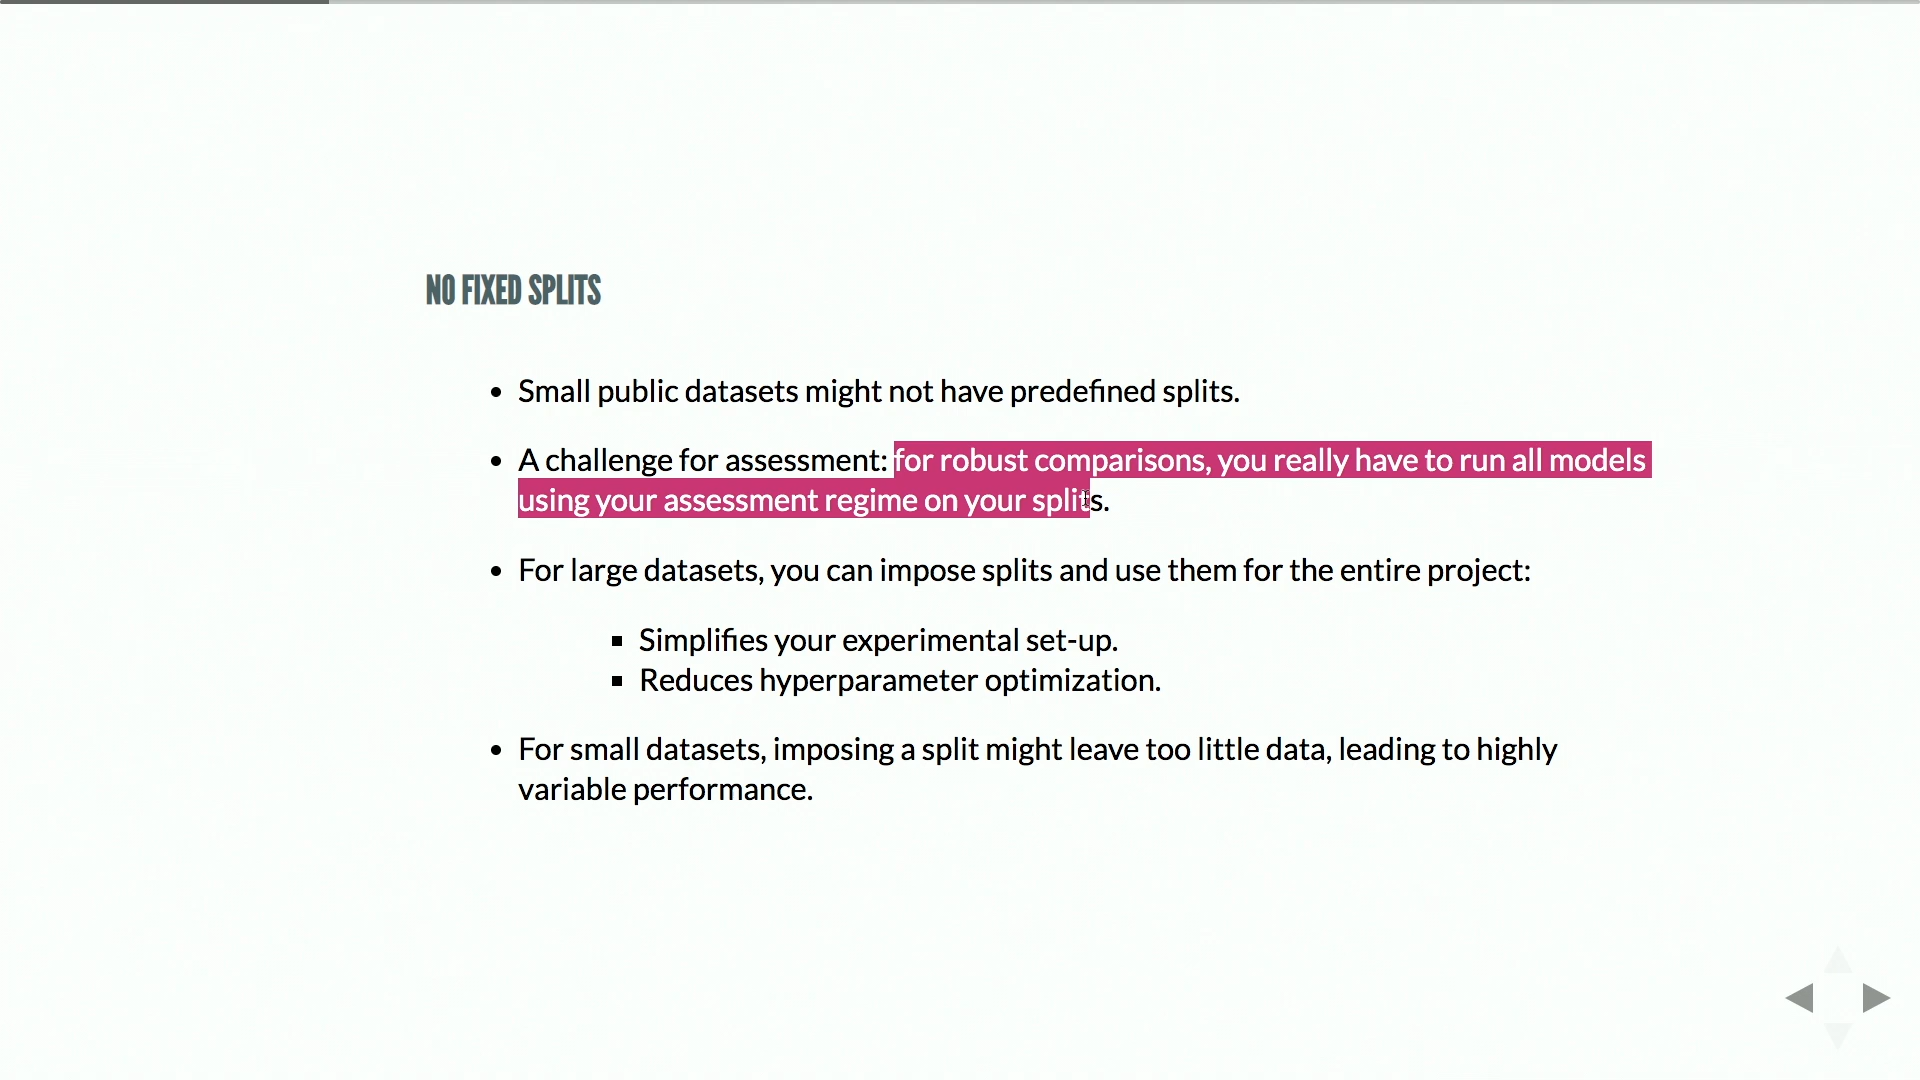 NO FIXED SPLITS
• Small public datasets might not have predefined splits.
• A challenge for assessment: for robust comparisons, you really have to run all models
using your assessment regime on your splits.
• For large datasets, you can impose splits and use them for the entire project:
▪ Simplifies your experimental set-up.
▪ Reduces hyperparameter optimization.
• For small datasets, imposing a split might leave too little data, leading to highly
variable performance.